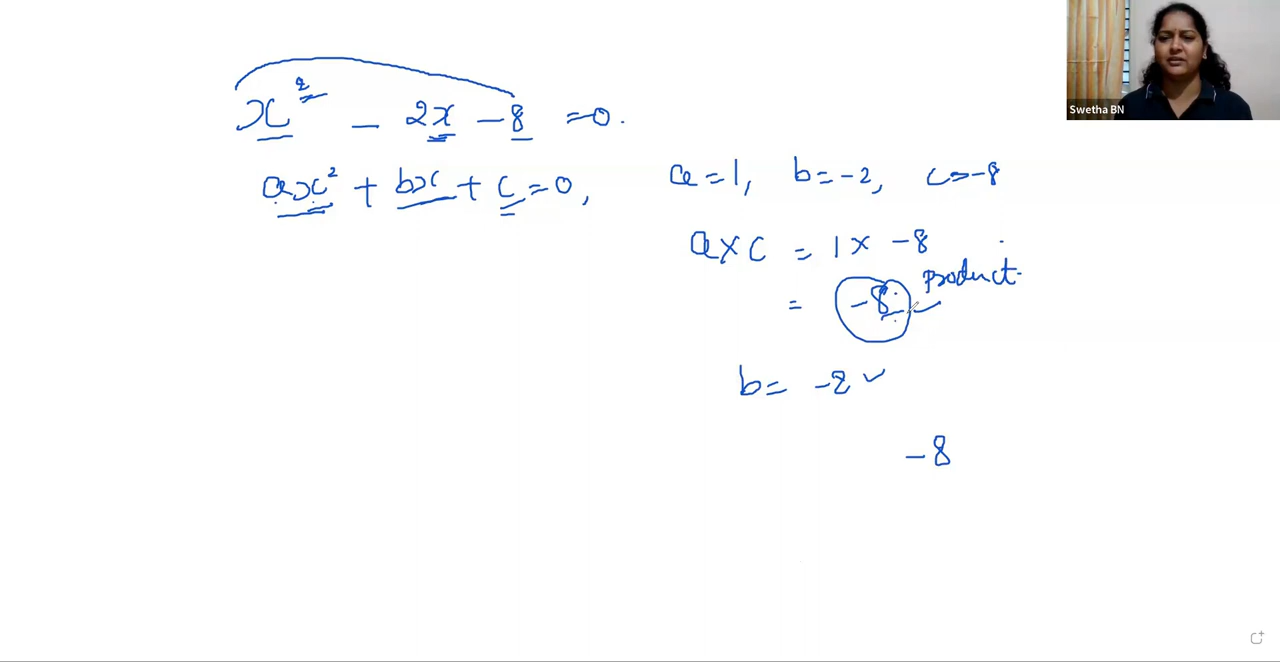 x² - 2x - 8 = 0.
ax² + bx + c = 0,
a = 1, b = -2, c = -8
a × c = 1 × -8
= -8 product.
b = -2 ✓
-8
Swetha BN